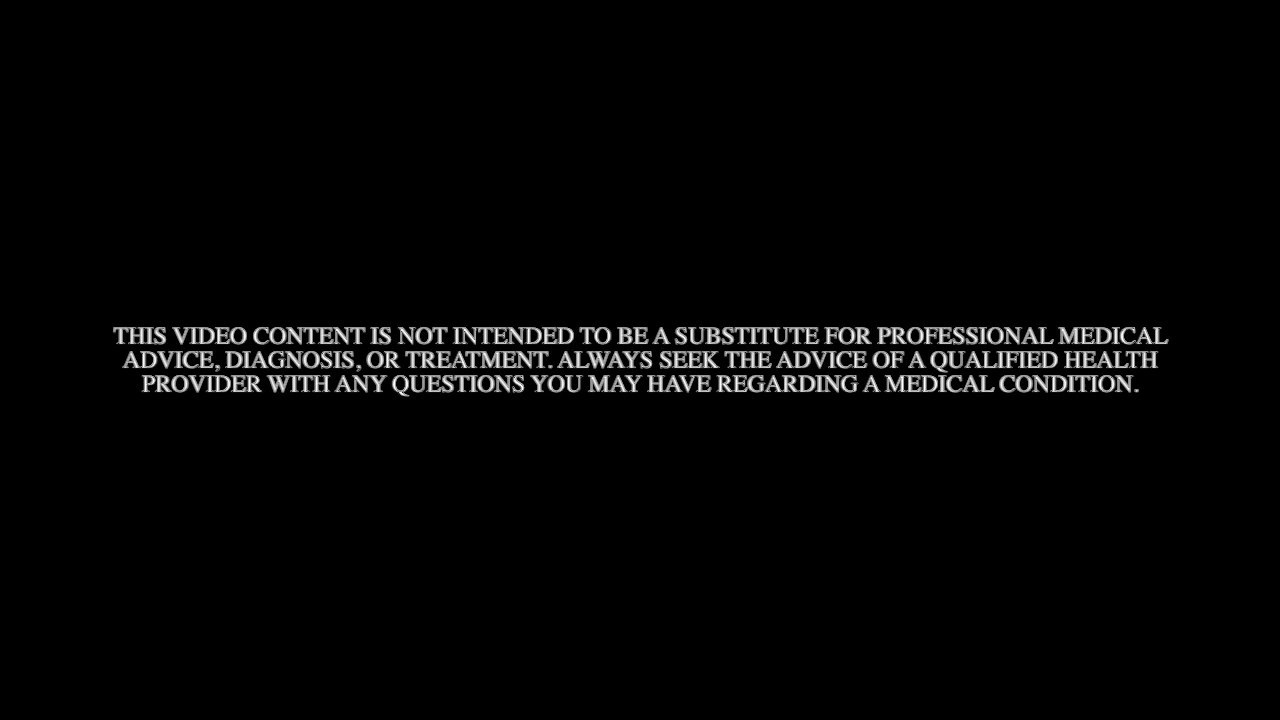 THIS VIDEO CONTENT IS NOT INTENDED TO BE A SUBSTITUTE FOR PROFESSIONAL MEDICAL
ADVICE, DIAGNOSIS, OR TREATMENT. ALWAYS SEEK THE ADVICE OF A QUALIFIED HEALTH
PROVIDER WITH ANY QUESTIONS YOU MAY HAVE REGARDING A MEDICAL CONDITION.